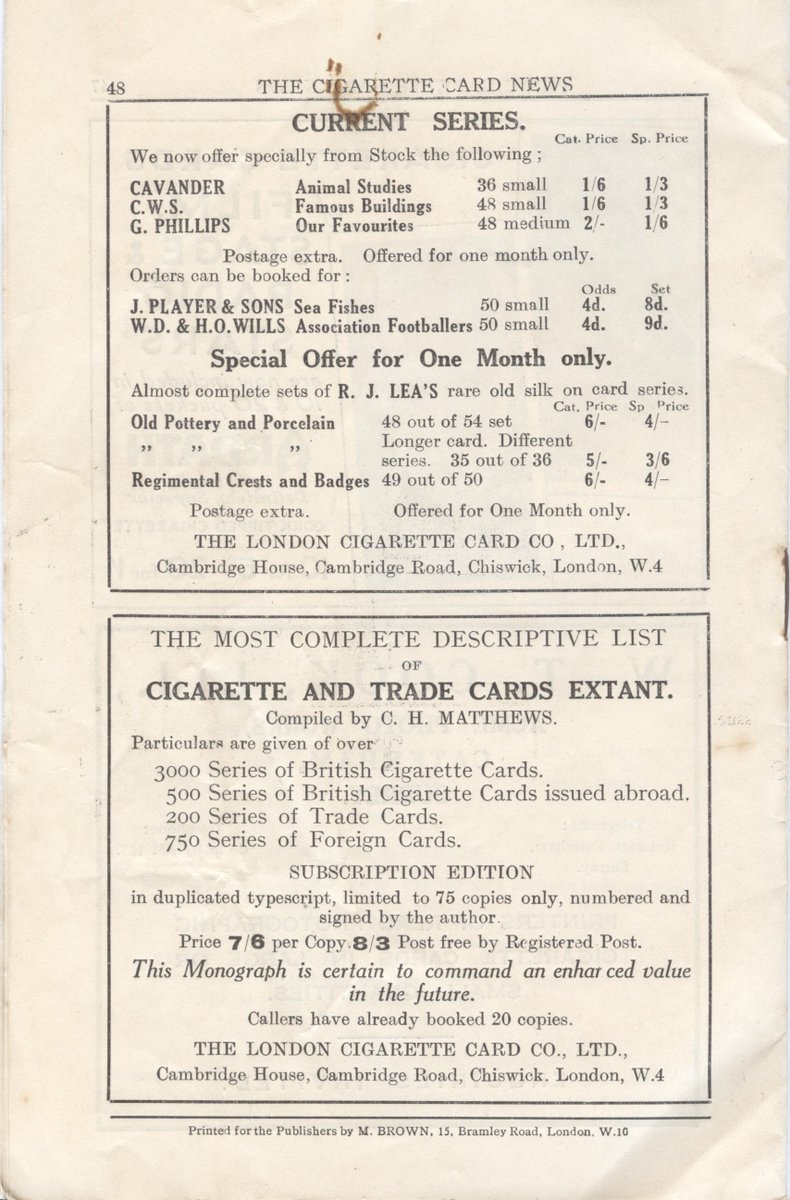 48 THE CIGARETTE CARD NEWS
CURRENT SERIES.
Cat. Price Sp. Price
We now offer specially from Stock the following ;
CAVANDER Animal Studies 36 small 1/6 1/3
C.W.S. Famous Buildings 48 small 1/6 1/3
G. PHILLIPS Our Favourites 48 medium 2/- 1/6
Postage extra. Offered for one month only.
Orders can be booked for :
Odds Set
J. PLAYER & SONS Sea Fishes 50 small 4d. 8d.
W.D. & H.O. WILLS Association Footballers 50 small 4d. 9d.
Special Offer for One Month only.
Almost complete sets of R. J. LEA'S rare old silk on card series.
Cat. Price Sp Price
Old Pottery and Porcelain 48 out of 54 set 6/- 4/-
„ „ „ Longer card. Different
series. 35 out of 36 5/- 3/6
Regimental Crests and Badges 49 out of 50 6/- 4/-
Postage extra. Offered for One Month only.
THE LONDON CIGARETTE CARD CO , LTD.,
Cambridge House, Cambridge Road, Chiswick, London, W.4
THE MOST COMPLETE DESCRIPTIVE LIST
OF
CIGARETTE AND TRADE CARDS EXTANT.
Compiled by C. H. MATTHEWS.
Particulars are given of over
3000 Series of British Cigarette Cards.
500 Series of British Cigarette Cards issued abroad.
200 Series of Trade Cards.
750 Series of Foreign Cards.
SUBSCRIPTION EDITION
in duplicated typescript, limited to 75 copies only, numbered and
signed by the author.
Price 7/6 per Copy. 8/3 Post free by Registered Post.
This Monograph is certain to command an enhar ced value
in the future.
Callers have already booked 20 copies.
THE LONDON CIGARETTE CARD CO., LTD.,
Cambridge House, Cambridge Road, Chiswick. London, W.4
Printed for the Publishers by M. BROWN, 15, Bramley Road, London. W.10